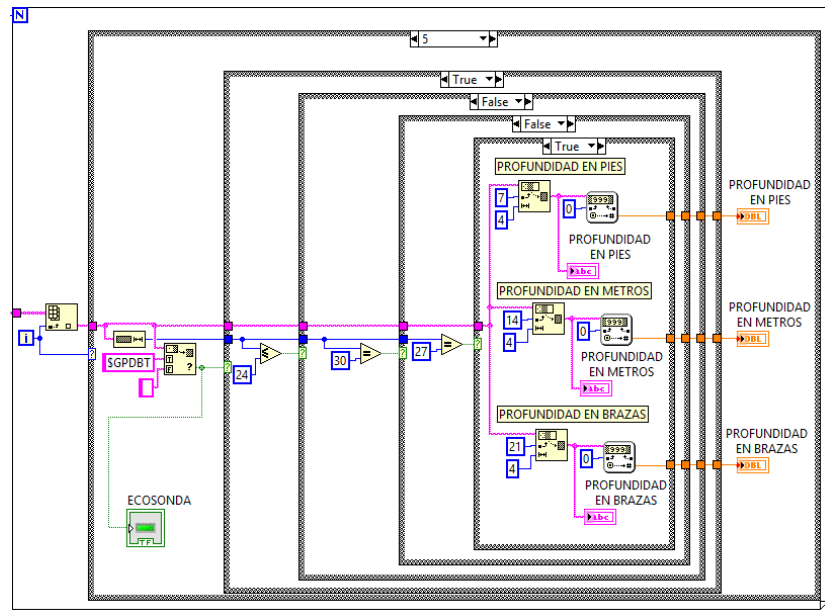 N
5
True
False
False
True
PROFUNDIDAD EN PIES
7
4
0
PROFUNDIDAD
EN PIES
abc
PROFUNDIDAD
EN PIES
DBL
PROFUNDIDAD EN METROS
14
4
0
PROFUNDIDAD
EN METROS
abc
PROFUNDIDAD
EN METROS
DBL
i
?
$GPDBT
?
?
24
?
30
?
27
?
PROFUNDIDAD EN BRAZAS
21
4
0
PROFUNDIDAD
EN BRAZAS
abc
PROFUNDIDAD
EN BRAZAS
DBL
ECOSONDA
TF